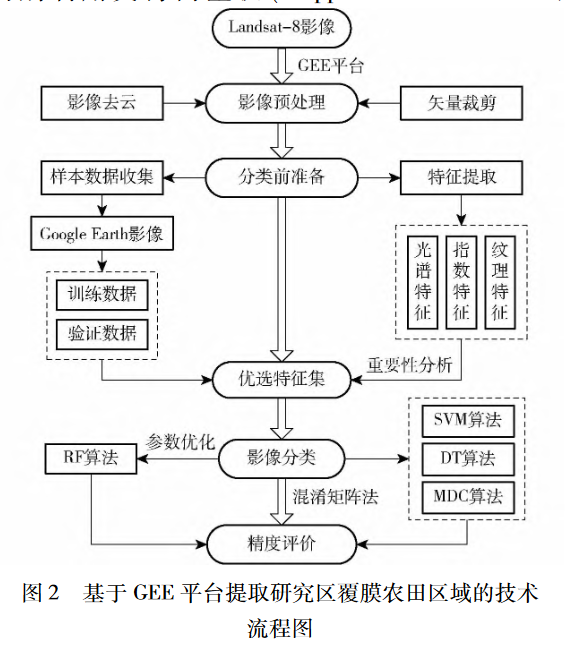 Landsat-8影像
GEE平台
影像去云
影像预处理
矢量裁剪
样本数据收集
分类前准备
特征提取
Google Earth影像
光谱特征
指数特征
纹理特征
训练数据
验证数据
重要性分析
优选特征集
SVM算法
参数优化
RF算法
影像分类
DT算法
混淆矩阵法
MDC算法
精度评价
图2 基于 GEE 平台提取研究区覆膜农田区域的技术
流程图